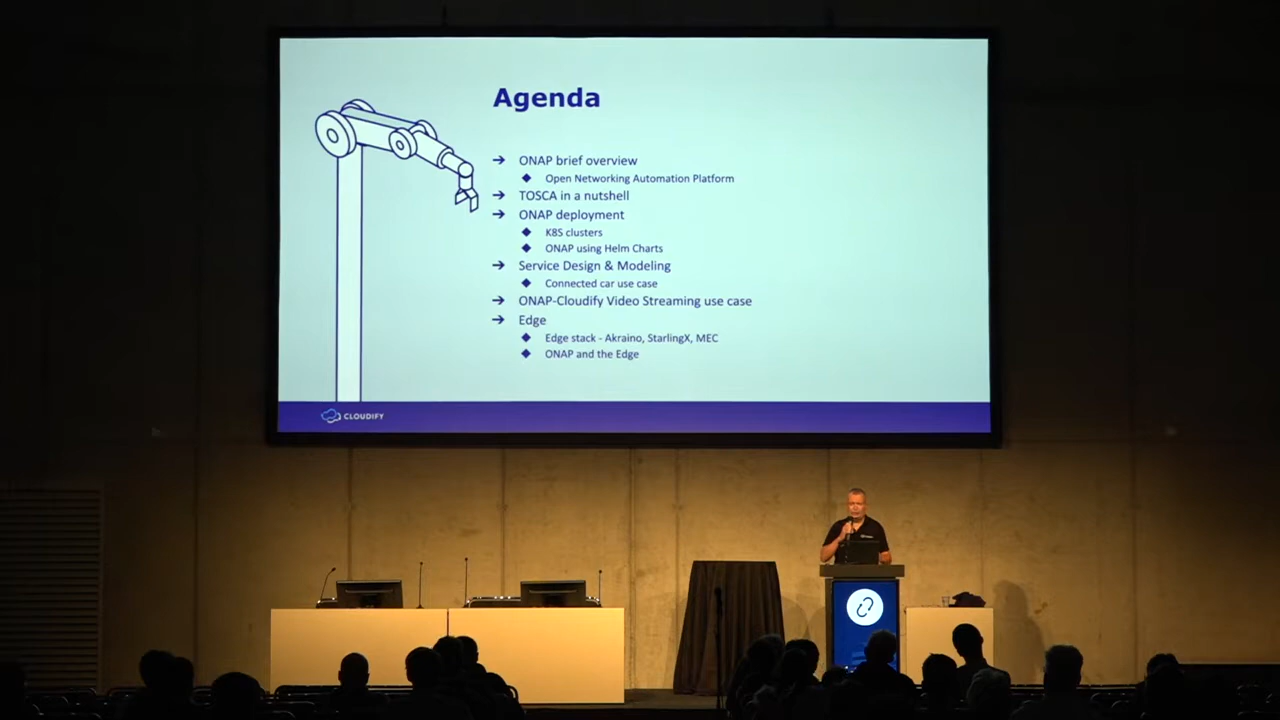 Agenda
ONAP brief overview
Open Networking Automation Platform
TOSCA in a nutshell
ONAP deployment
K8S clusters
ONAP using Helm Charts
Service Design & Modeling
Connected car use case
ONAP-Cloudify Video Streaming use case
Edge
Edge stack - Akraino, StarlingX, MEC
ONAP and the Edge
CLOUDIFY